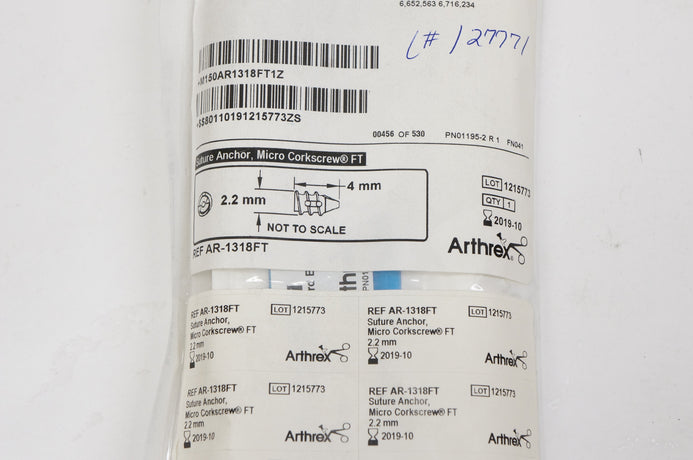 6,652,563 6,716,234
L# 127771
+M150AR1318FT1Z
00456 OF 530
PN01195-2 R 1 FN041
Suture Anchor, Micro Corkscrew® FT
2.2 mm
4 mm
NOT TO SCALE
REF AR-1318FT
LOT 1215773
QTY 1
2019-10
Arthrex®
PN01
REF AR-1318FT LOT 1215773
Suture Anchor,
Micro Corkscrew® FT
2.2 mm
2019-10
Arthrex
REF AR-1318FT LOT 1215773
Suture Anchor,
Micro Corkscrew® FT
2.2 mm
2019-10
Arthrex
REF AR-1318FT LOT 1215773
Suture Anchor,
Micro Corkscrew® FT
2.2 mm
2019-10
Arthrex
REF AR-1318FT LOT 1215773
Suture Anchor,
Micro Corkscrew® FT
2.2 mm
2019-10
Arthrex